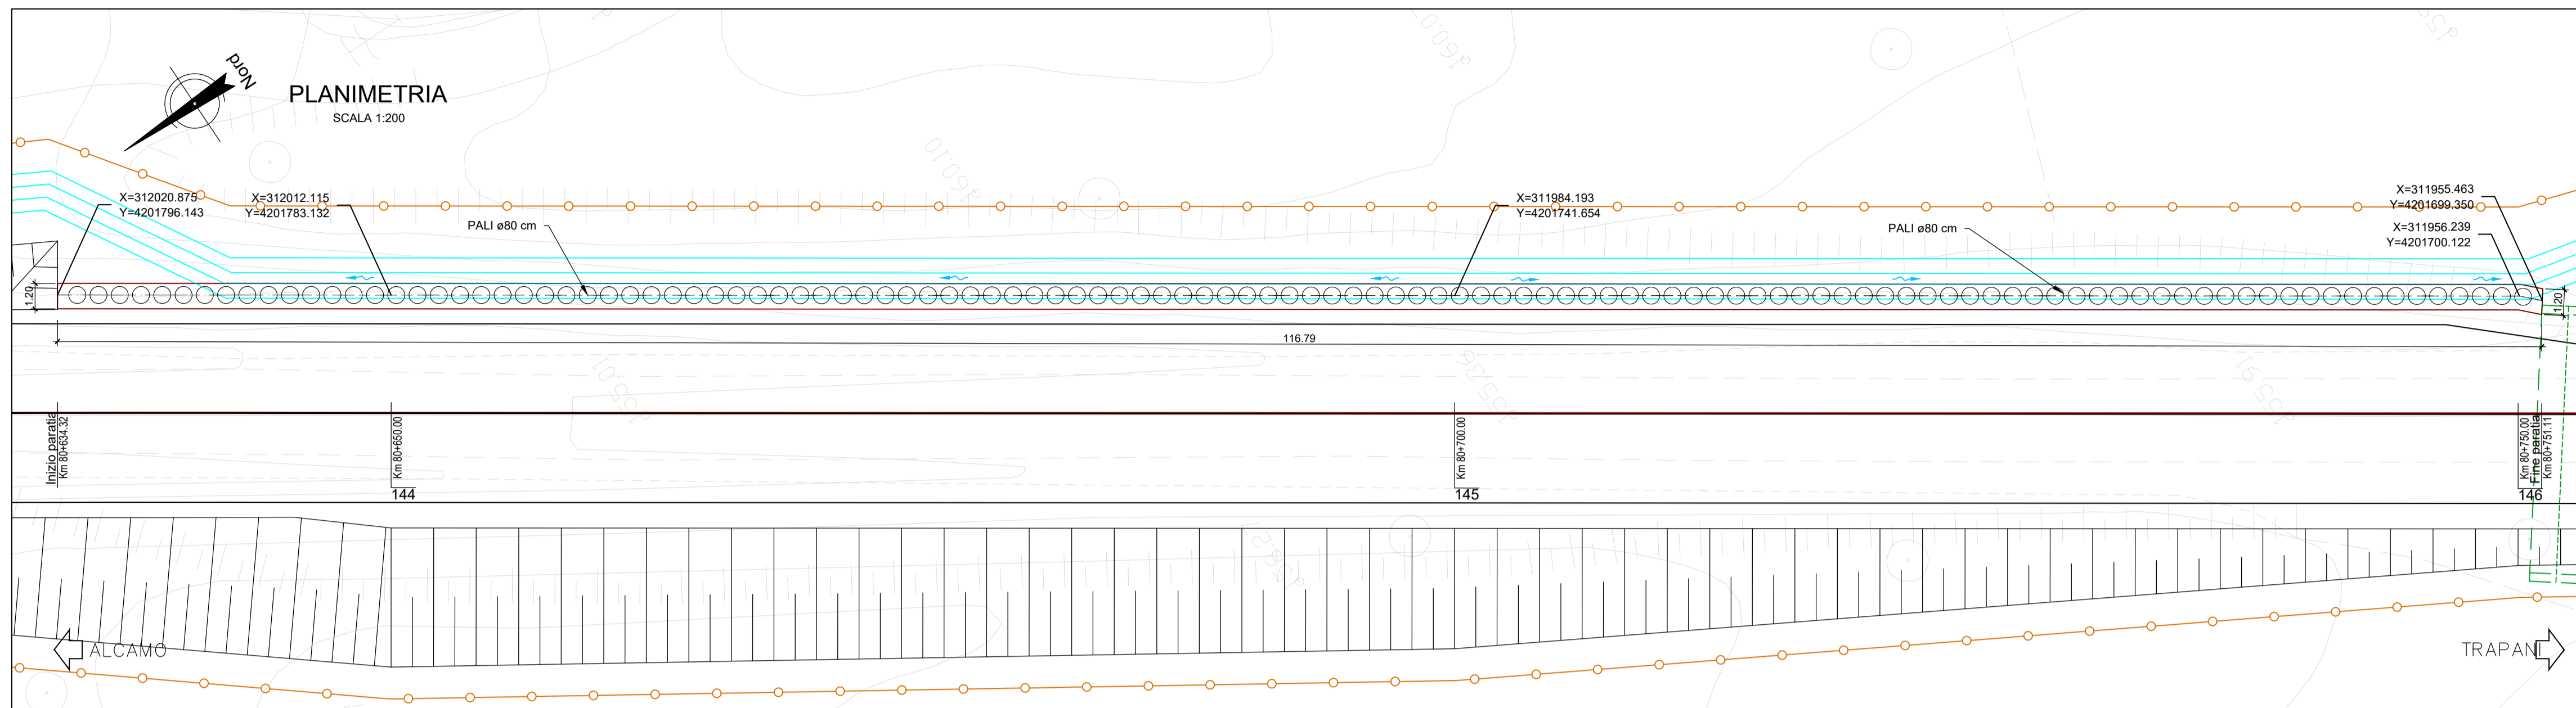 Nord
PLANIMETRIA
SCALA 1:200
X=312020.875
Y=4201796.143
X=312012.115
Y=4201783.132
PALI ø80 cm
X=311984.193
Y=4201741.654
PALI ø80 cm
X=311955.463
Y=4201699.350
X=311956.239
Y=4201700.122
1.20
1.20
116.79
Inizio paratia
Km 80+634.32
Km 80+650.00
144
Km 80+700.00
145
Km 80+750.00
146
Fine paratia
Km 80+751.11
ALCAMO
TRAPANI